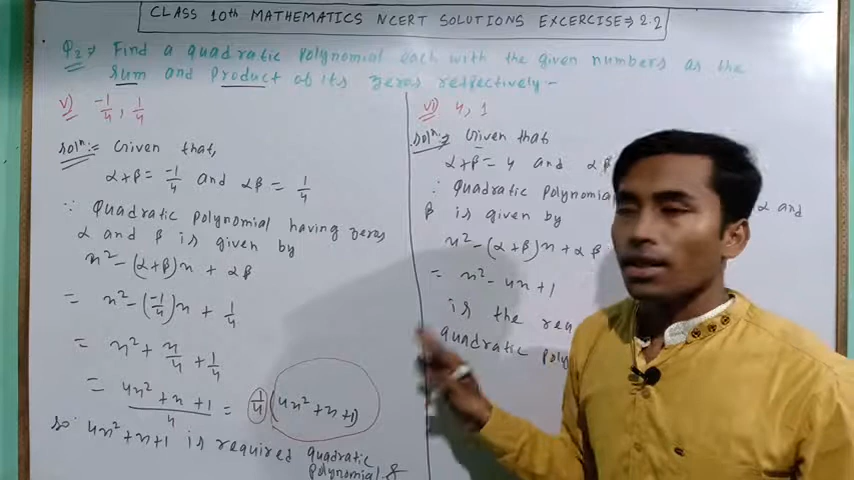 CLASS 10th MATHEMATICS NCERT SOLUTIONS EXCERCISE⇒ 2.2
Q2⇒ Find a quadratic Polynomial each with the given numbers as the
sum and Product of its zeros respectively:-
v) -1/4, 1/4
Solⁿ:= Given that,
α+β = -1/4 and αβ = 1/4
∵ Quadratic polynomial having zeros
α and β is given by
x²-(α+β)x + αβ
= x²-(-1/4)x + 1/4
= x² + x/4 + 1/4
= 4x² + x + 1/4 = 1/4 (4x²+x+1)
So 4x²+x+1 is required quadratic
polynomial.
vi) 4, 1
Solⁿ:= Given that
α+β = 4 and αβ
∴ Quadratic Polynomial α and
β is given by
x²-(α+β)x + αβ
= x²-4x+1
is the
quadratic